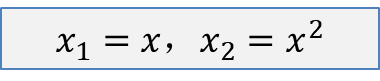 x₁ = x，x₂ = x²